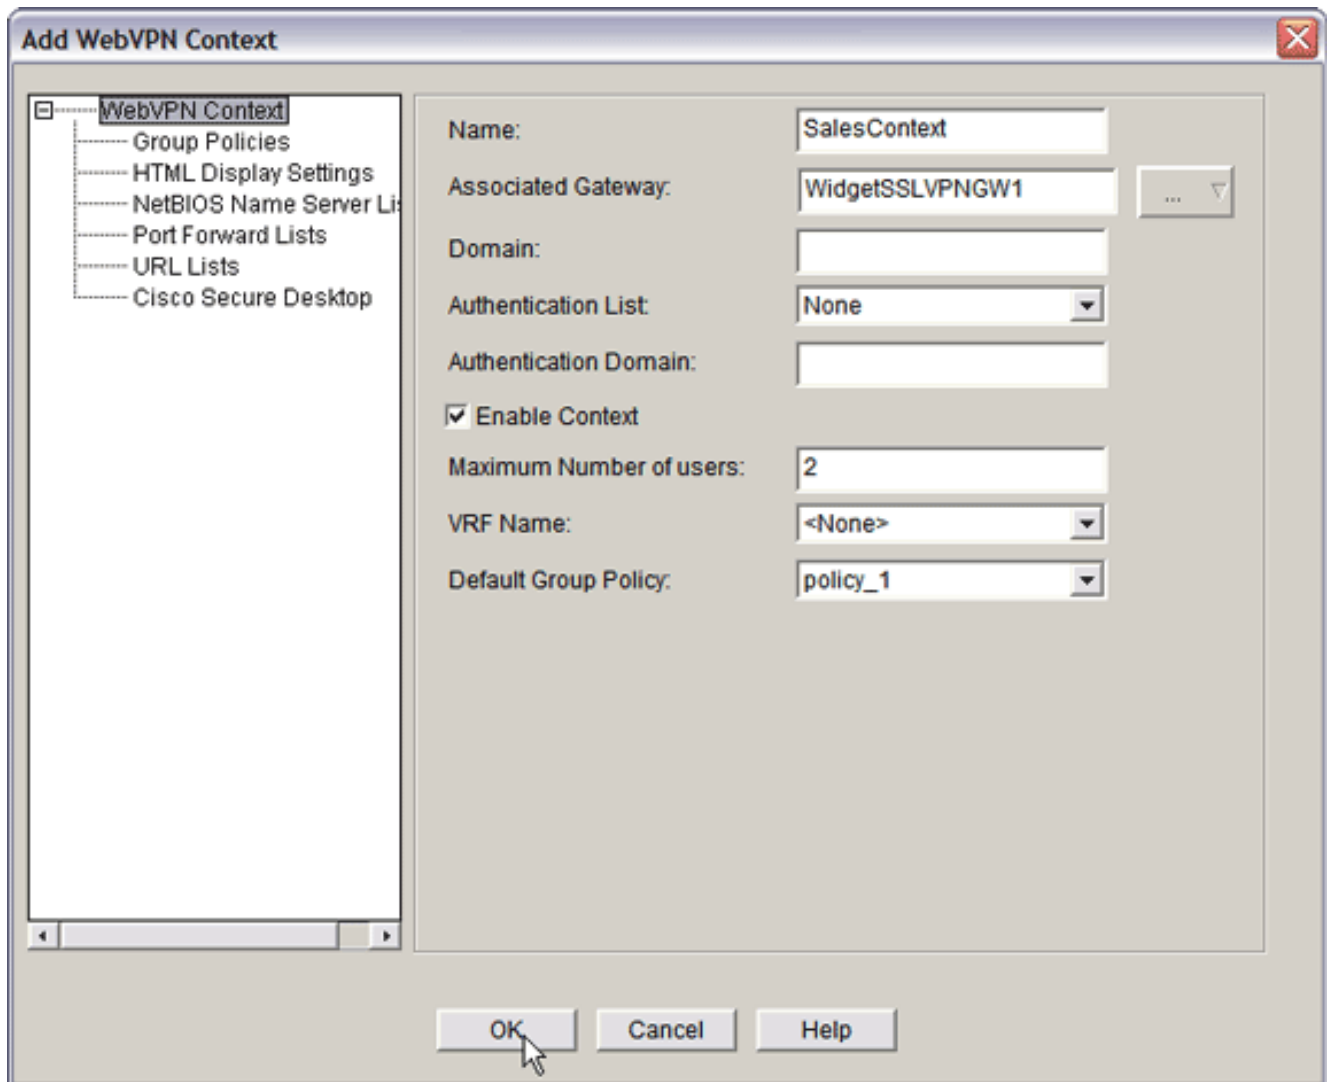 Add WebVPN Context
WebVPN Context
Group Policies
HTML Display Settings
NetBIOS Name Server Lis
Port Forward Lists
URL Lists
Cisco Secure Desktop
Name: SalesContext
Associated Gateway: WidgetSSLVPNGW1 ...
Domain:
Authentication List: None
Authentication Domain:
Enable Context
Maximum Number of users: 2
VRF Name: <None>
Default Group Policy: policy_1
OK Cancel Help